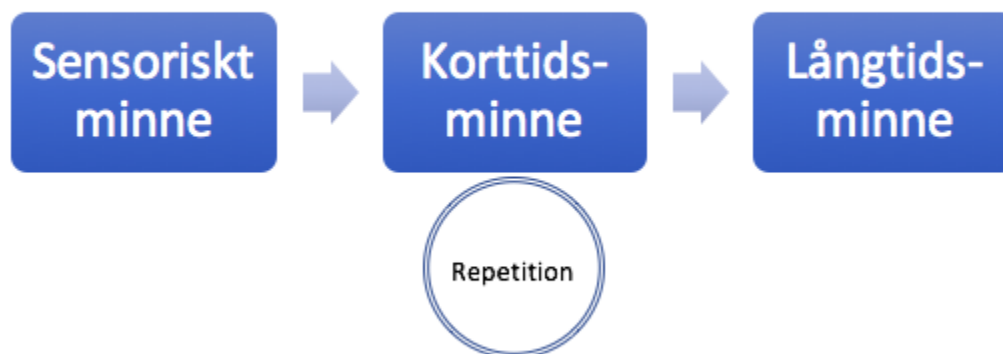 Sensoriskt
minne
Korttids-
minne
Långtids-
minne
Repetition